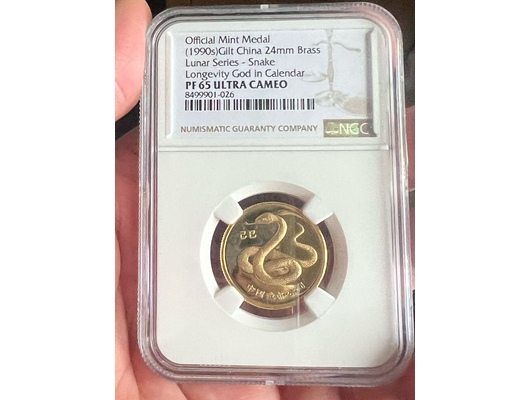 Official Mint Medal
(1990s)Gilt China 24mm Brass
Lunar Series - Snake
Longevity God in Calendar
PF 65 ULTRA CAMEO
8499901-026
NUMISMATIC GUARANTY COMPANY
NGC